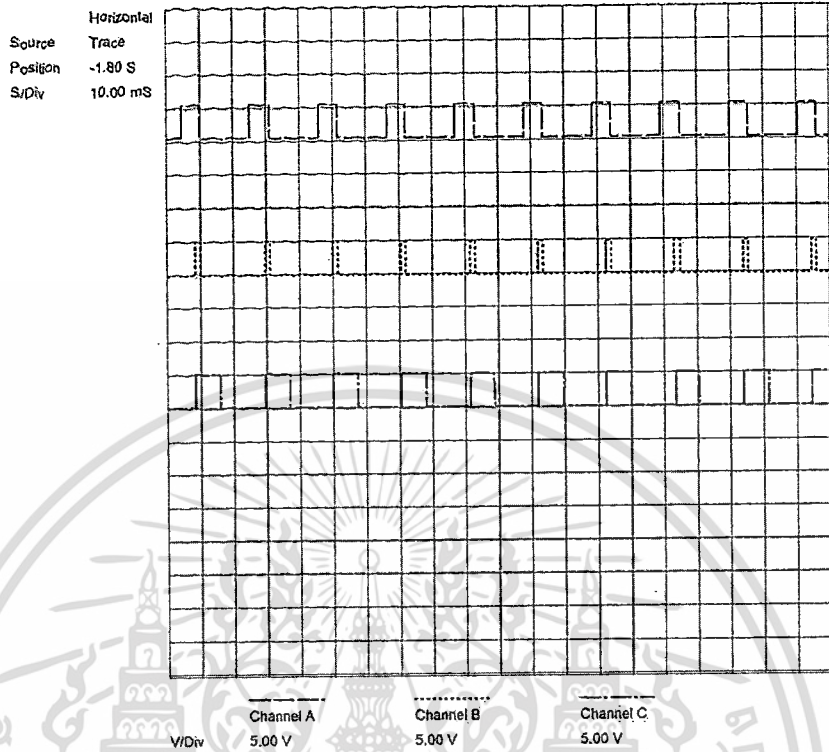 Horizontal
Source Trace
Position -1.80 S
S/Div 10.00 mS
Channel A Channel B Channel C
V/Div 5.00 V 5.00 V 5.00 V